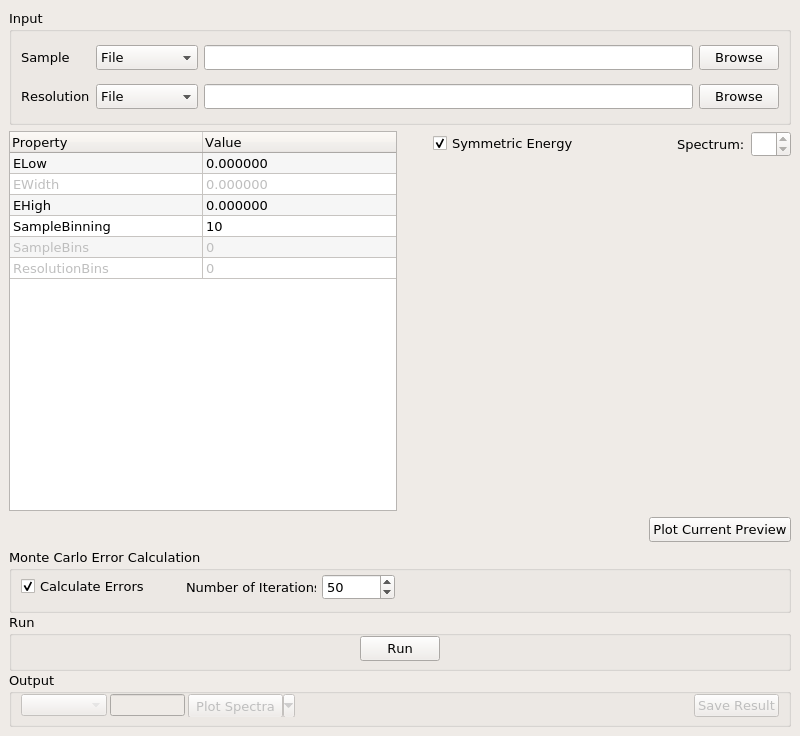 Input
Sample File Browse
Resolution File Browse
Property Value
ELow 0.000000
EWidth 0.000000
EHigh 0.000000
SampleBinning 10
SampleBins 0
ResolutionBins 0
Symmetric Energy Spectrum:
Plot Current Preview
Monte Carlo Error Calculation
Calculate Errors Number of Iterations 50
Run
Run
Output
Plot Spectra Save Result